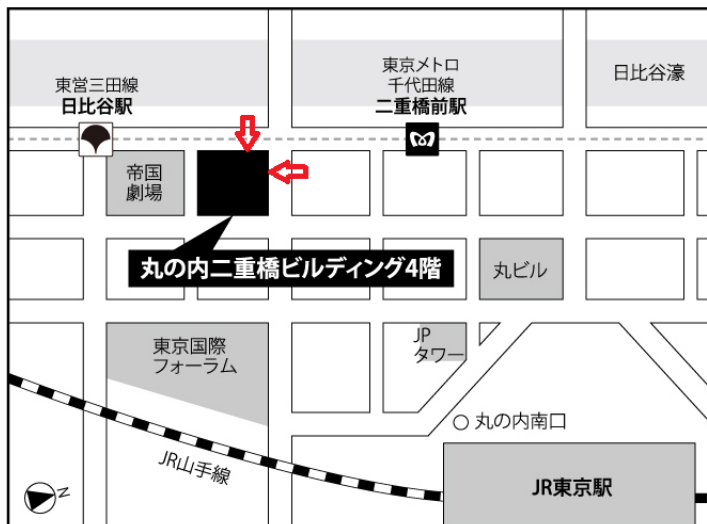 東営三田線
日比谷駅
東京メトロ
千代田線
二重橋前駅
日比谷濠
帝国
劇場
丸の内二重橋ビルディング4階
丸ビル
東京国際
フォーラム
JP
タワー
丸の内南口
JR山手線
JR東京駅
N